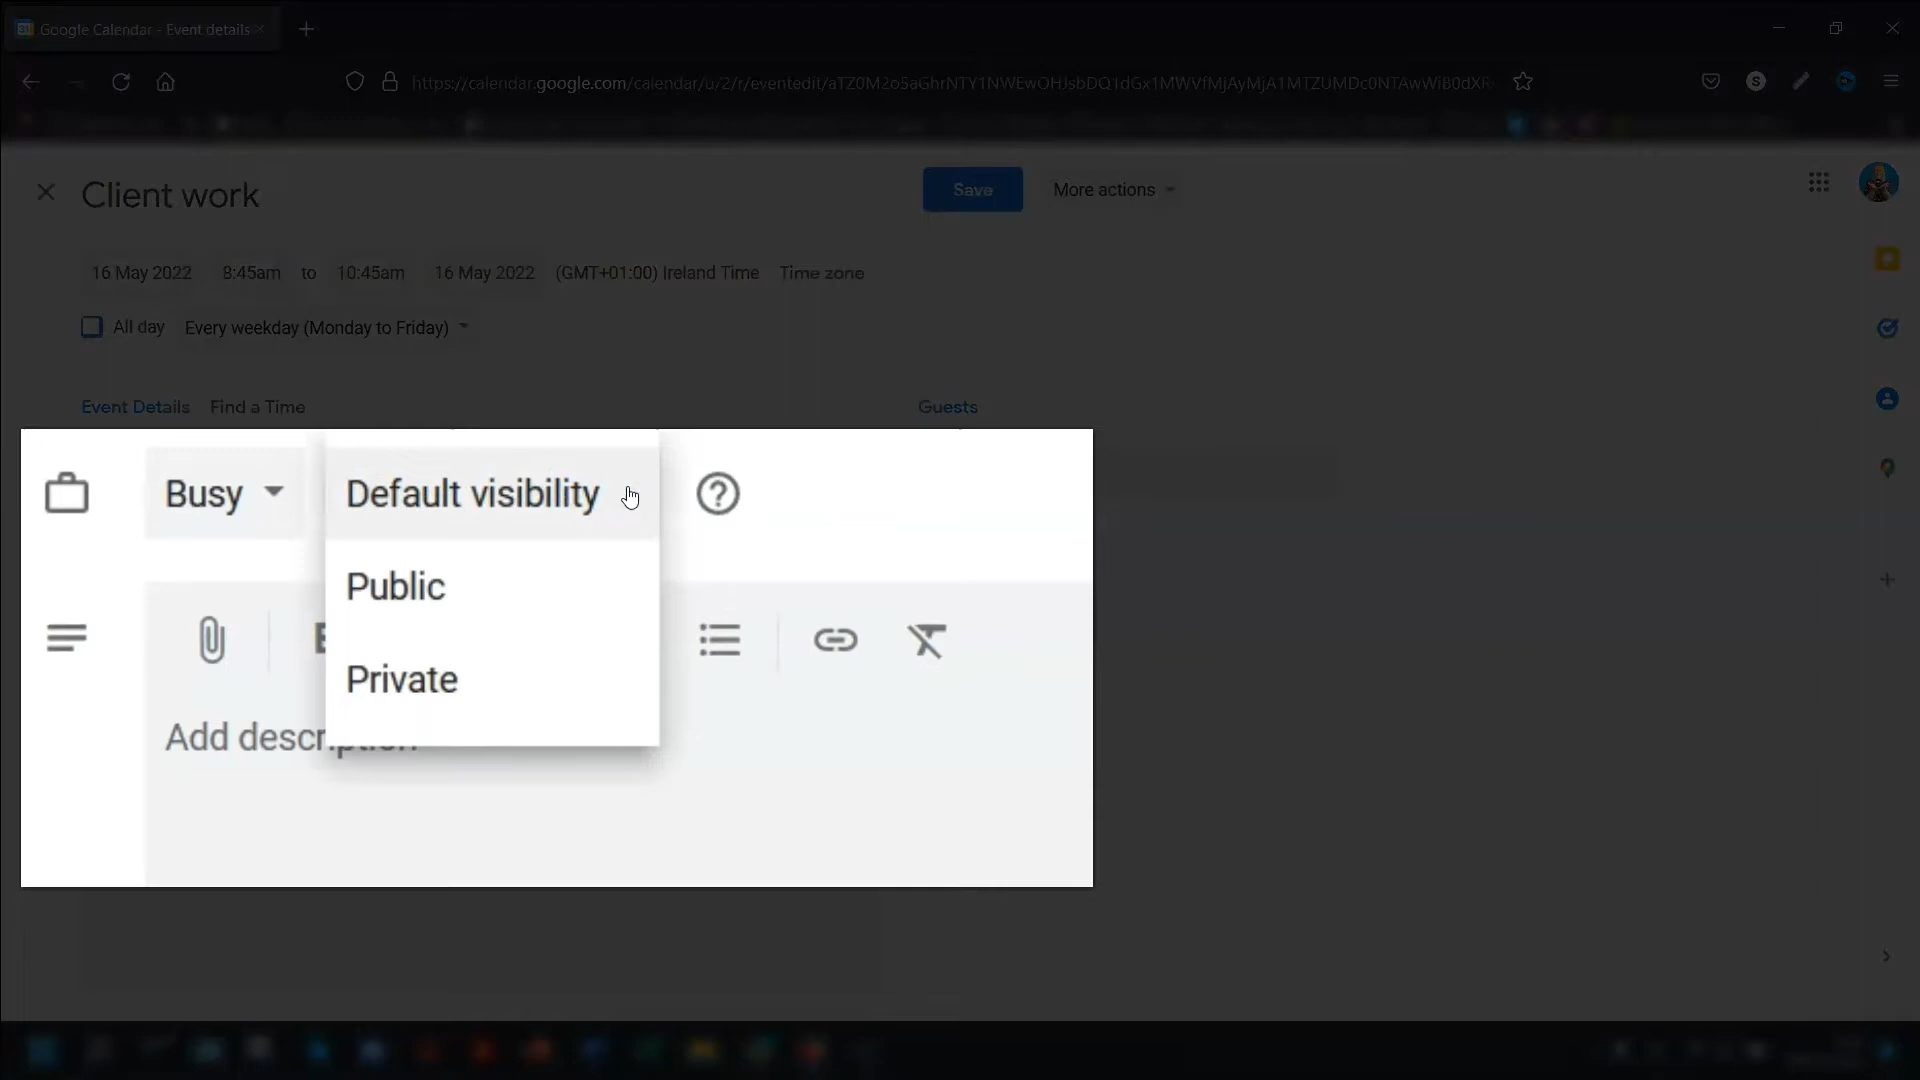 Google Calendar - Event details
https://calendar.google.com/calendar/u/2/r/eventedit/
Client work
Save
More actions
16 May 2022 8:45am to 10:45am 16 May 2022 (GMT+01:00) Ireland Time Time zone
All day Every weekday (Monday to Friday)
Event Details Find a Time
Guests
Busy
Default visibility
Public
Private
Add description